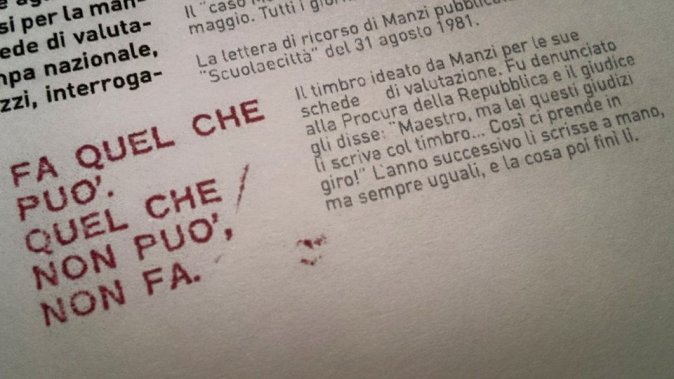 si per la man-
ede di valuta-
npa nazionale,
zzi, interroga-
Il "caso
maggio. Tutti i
La lettera di ricorso di Manzi
"Scuolaecittà" del 31 agosto 1981.
Il timbro ideato da Manzi per le sue
schede di valutazione. Fu denunciato
alla Procura della Repubblica e il giudice
gli disse: "Maestro, ma lei questi giudizi
li scriva col timbro... Così ci prende in
giro!" L'anno successivo li scrisse a mano,
ma sempre uguali, e la cosa poi finì lì.
FA QUEL CHE
PUO'.
QUEL CHE
NON PUO',
NON FA.